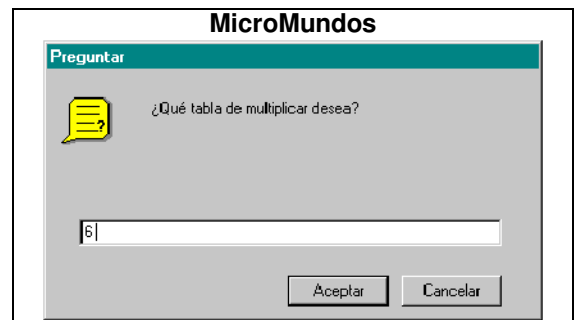 MicroMundos
Preguntar
¿Qué tabla de multiplicar desea?
6
Aceptar Cancelar